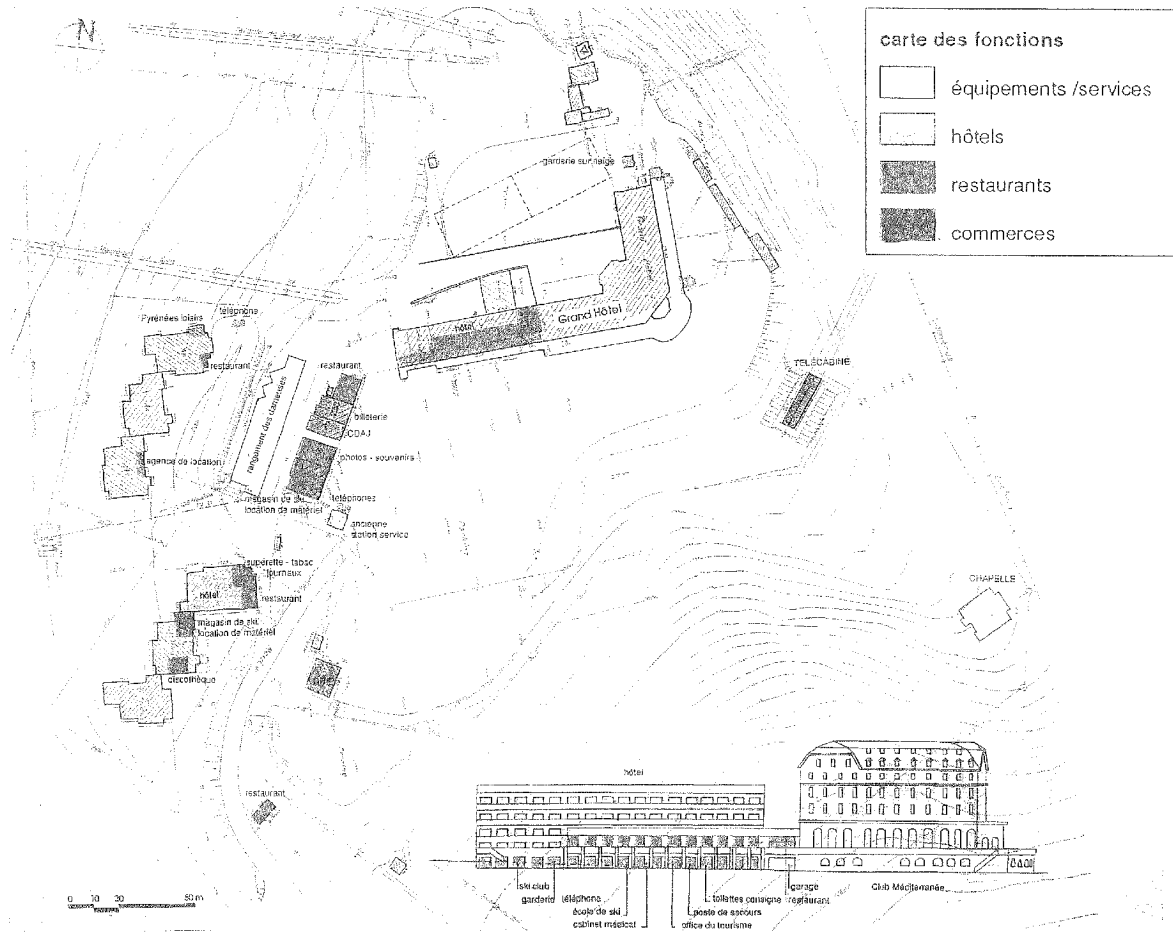 N
carte des fonctions
équipements /services
hôtels
restaurants
commerces
garderie sur neige
Grand Hôtel
hôtel
Pyrénées loisirs
téléphone
restaurant
rangement des dameuses
restaurant
billetterie
CDAJ
photos - souvenirs
agence de location
magasin de ski
location de matériel
téléphones
ancienne
station service
TELECABINE
supérette - tabac
journaux
hôtel
restaurant
magasin de ski
location de matériel
discothèque
CHAPELLE
restaurant
hôtel
ski club
garderie
téléphone
école de ski
cabinet médical
toilettes consigne
poste de secours
office du tourisme
garage
restaurant
Club Méditerranée
0 10 20 50 m